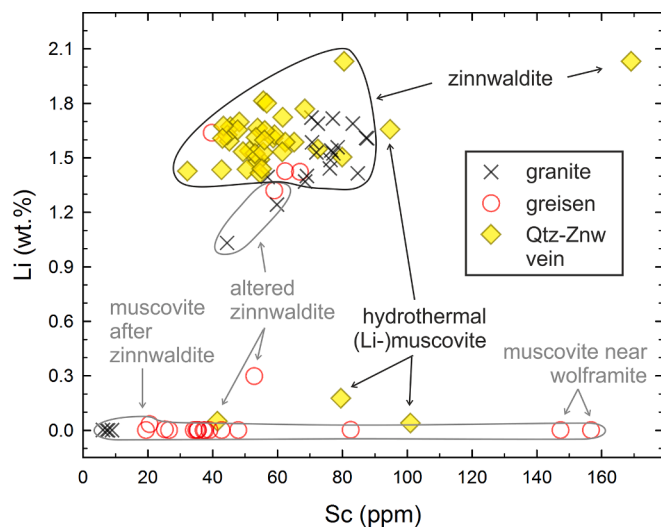 2.1
1.8
1.5
1.2
0.9
0.6
0.3
0.0
Li (wt.%)
0
20
40
60
80
100
120
140
160
Sc (ppm)
zinnwaldite
granite
greisen
Qtz-Znw
vein
altered
zinnwaldite
muscovite
after
zinnwaldite
hydrothermal
(Li-)muscovite
muscovite near
wolframite